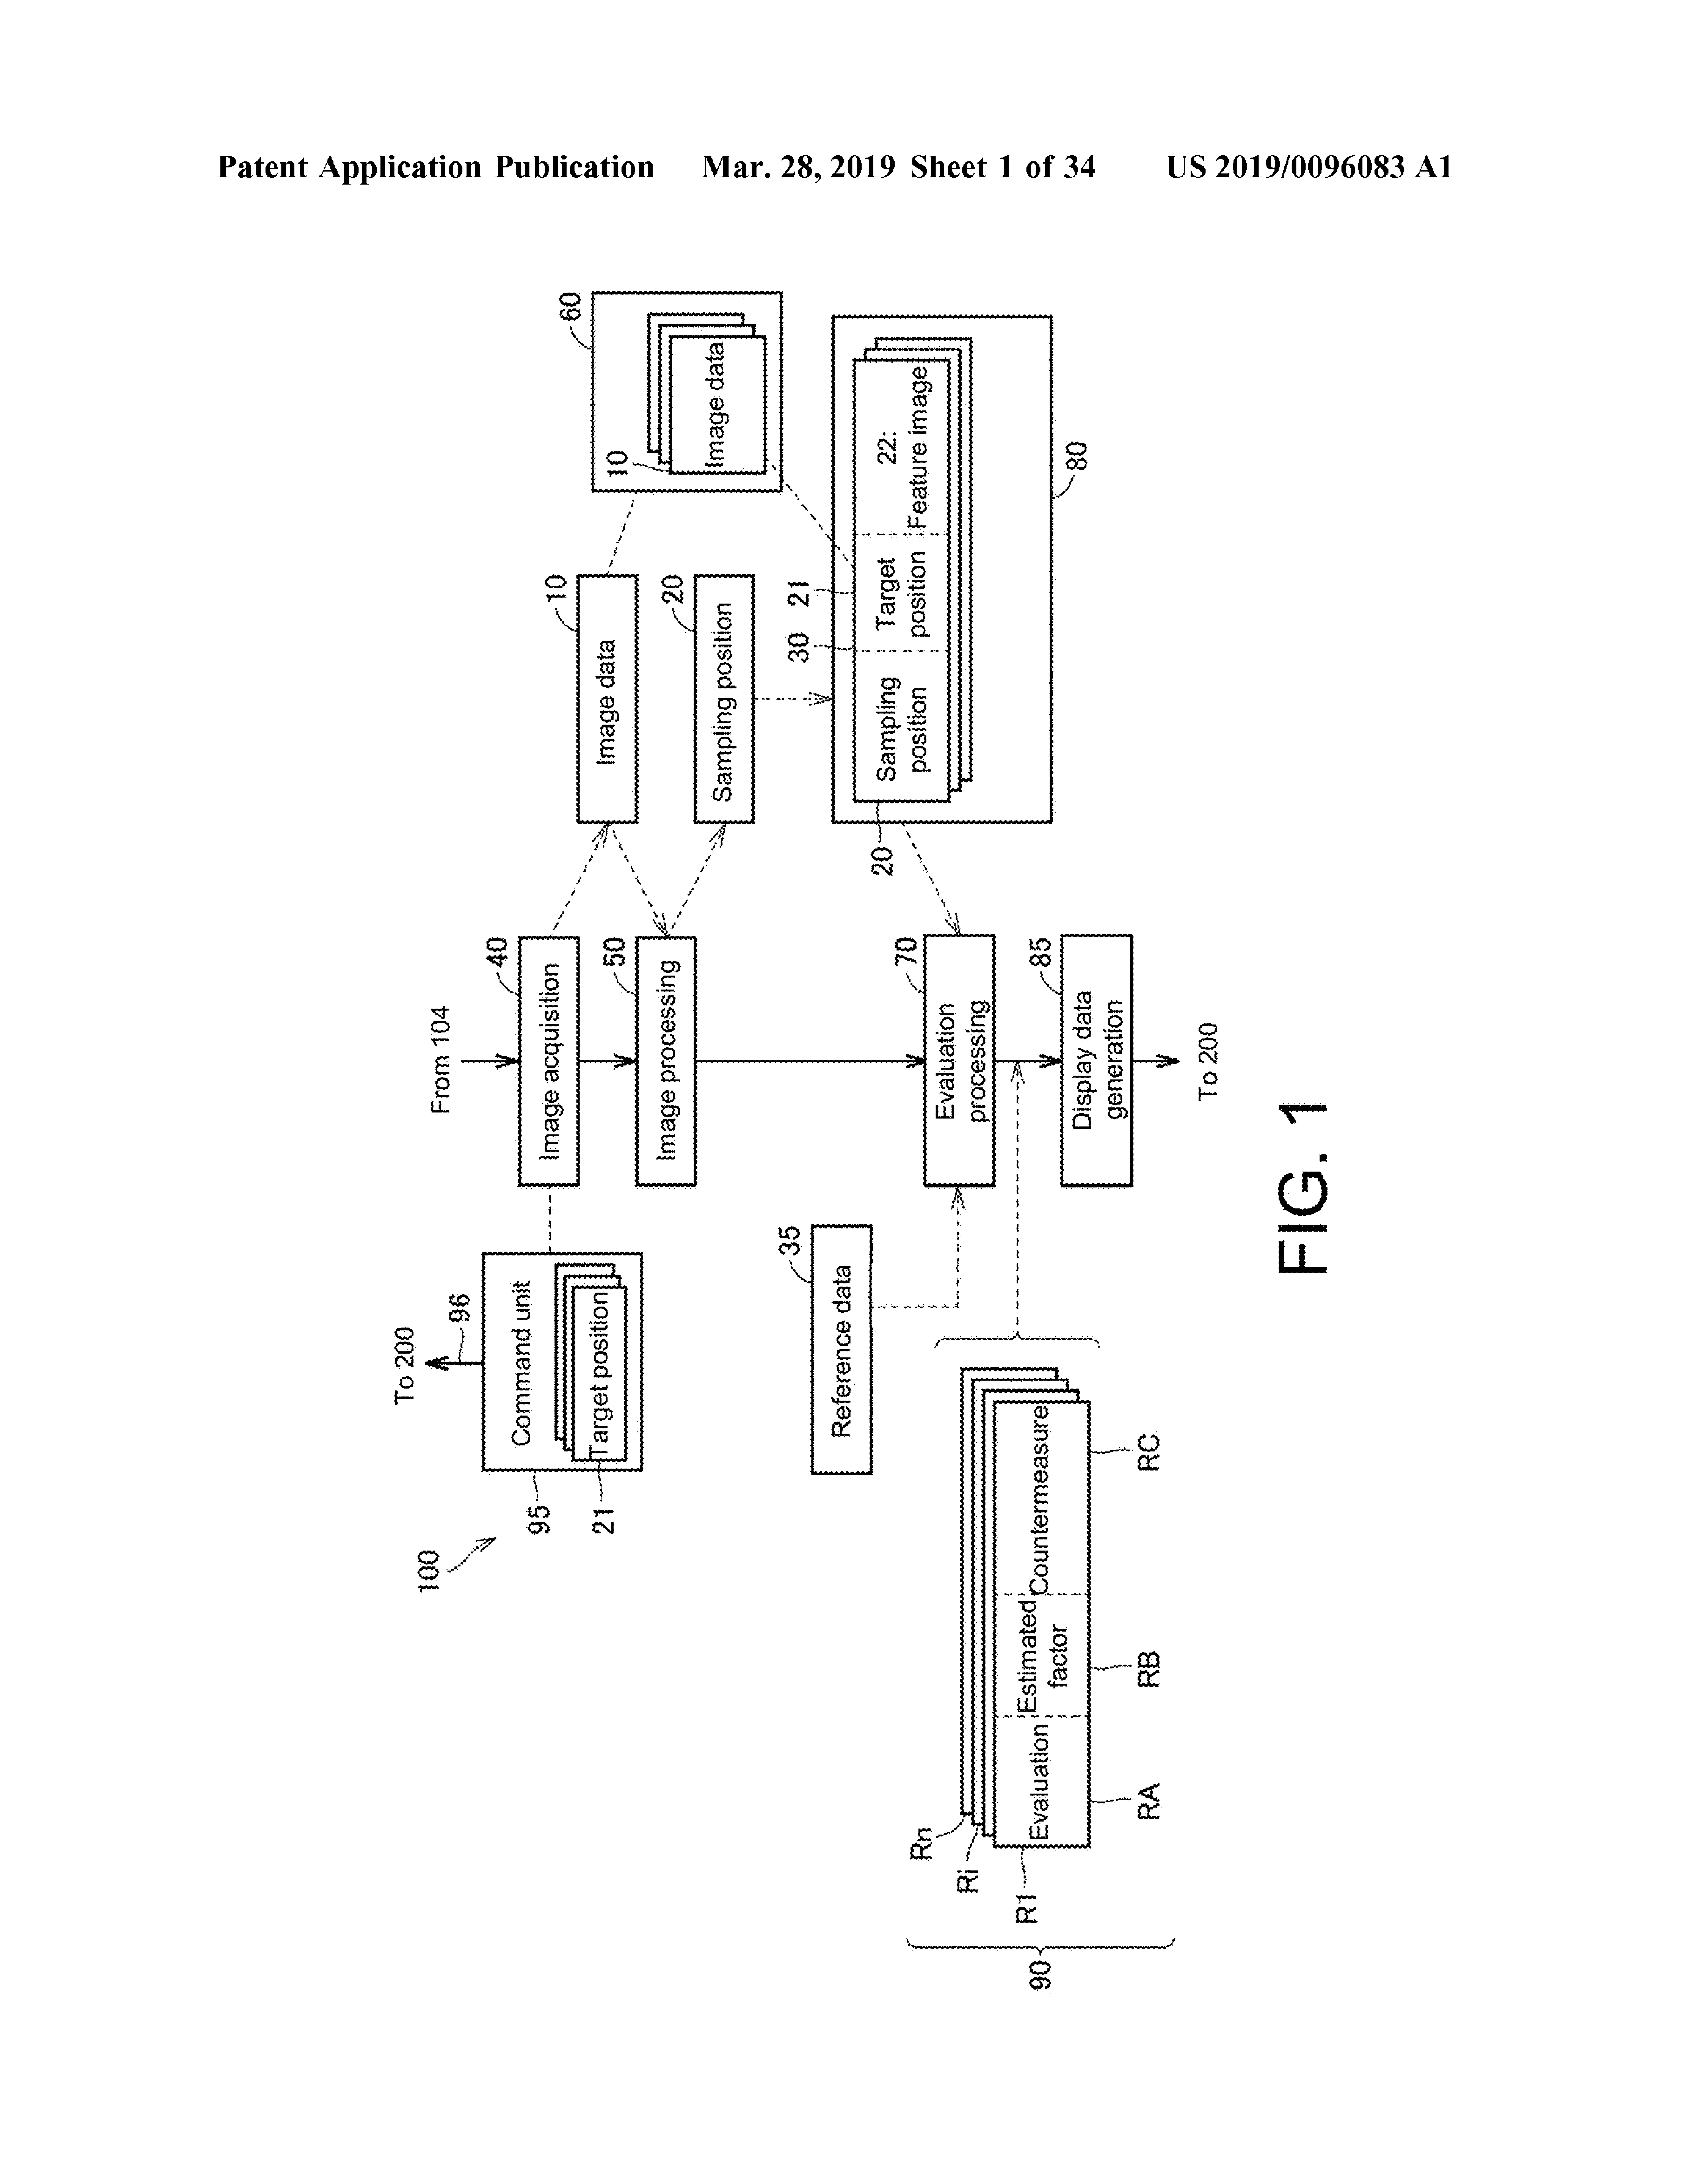 Patent Application Publication Mar. 28, 2019 Sheet 1 of 34 US 2019/0096083 A1
100
To 200
96
Command unit
Target position
95
21
From 104
40
Image acquisition
50
Image processing
10
Image data
20
Sampling position
60
10
Image data
35
Reference data
70
Evaluation
processing
30
21
Sampling
position
Target
position
22:
Feature image
20
80
85
Display data
generation
To 200
Rn
Ri
R1
Evaluation
Estimated
factor
Countermeasure
RA
RB
RC
90
FIG. 1